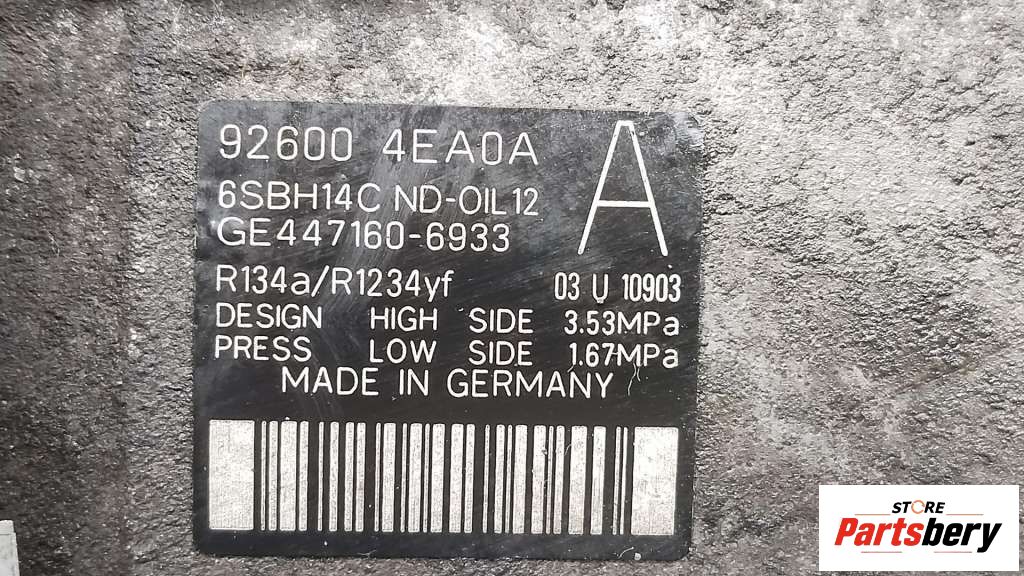 92600 4EA0A
A
6SBH14C ND-OIL12
GE447160-6933
R134a/R1234yf 03 U 10903
DESIGN HIGH SIDE 3.53MPa
PRESS LOW SIDE 1.67MPa
MADE IN GERMANY
STORE
Partsbery